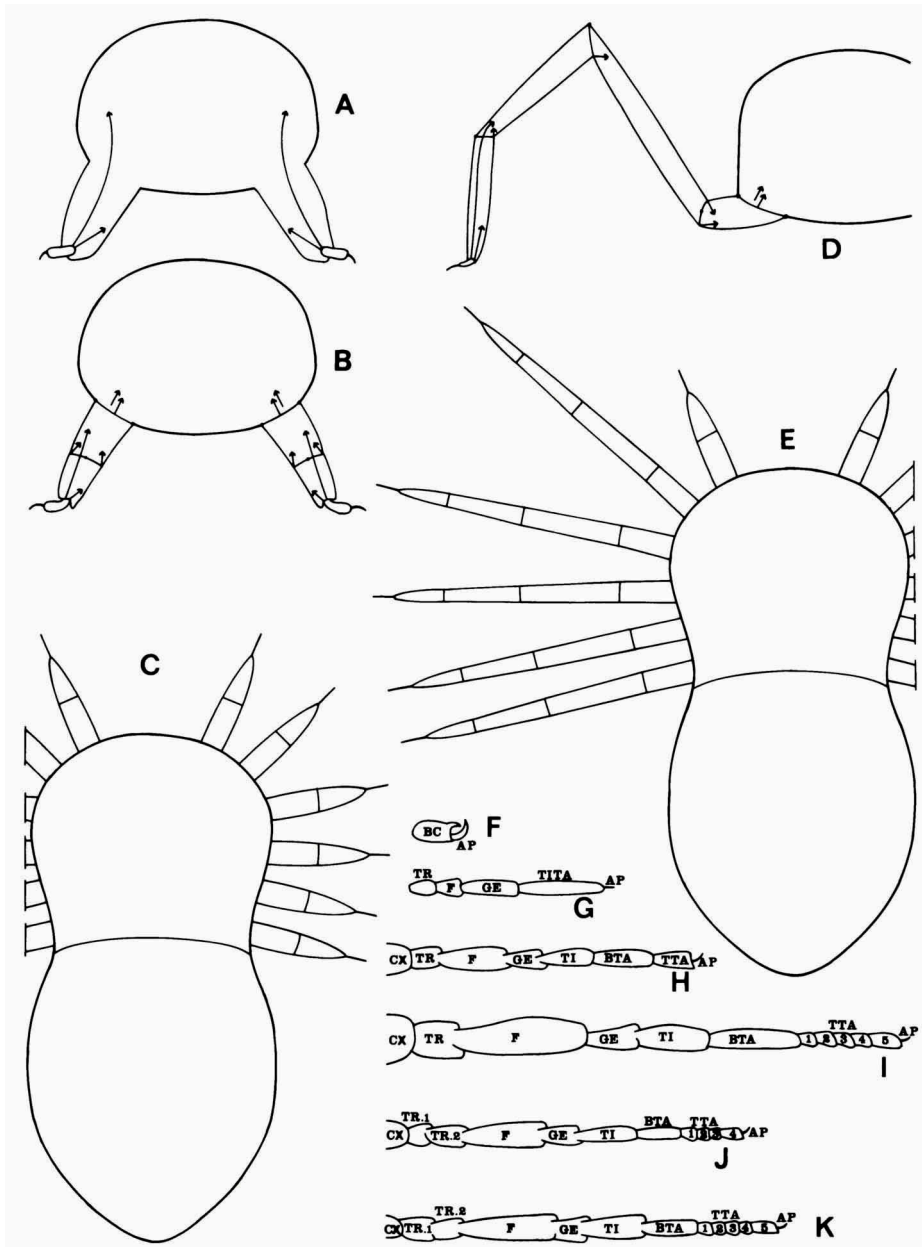 A
D
B
E
C
BC
F
AP
TR F GE TITA AP
G
CX TR F GE TI BTA TTA AP
H
CX TR F GE TI BTA TTA 1 2 3 4 5 AP
I
CX TR.1 TR.2 F GE TI BTA TTA 1 2 3 4 AP
J
CX TR.1 TR.2 F GE TI BTA TTA 1 2 3 4 5 AP
K